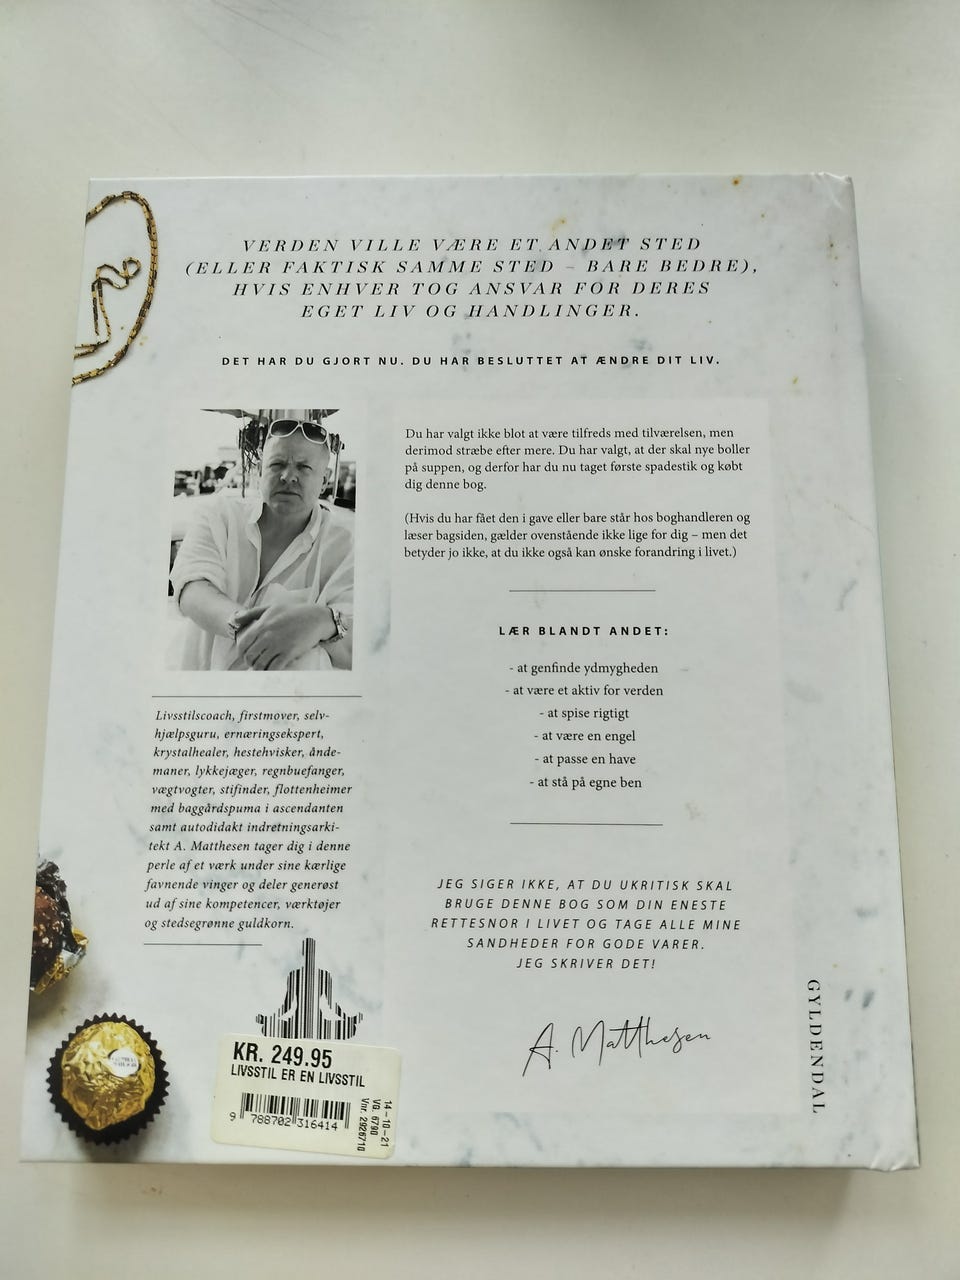 VERDEN VILLE VÆRE ET ANDET STED
(ELLER FAKTISK SAMME STED – BARE BEDRE),
HVIS ENHVER TOG ANSVAR FOR DERES
EGET LIV OG HANDLINGER.
DET HAR DU GJORT NU. DU HAR BESLUTTET AT ÆNDRE DIT LIV.
Du har valgt ikke blot at være tilfreds med tilværelsen, men
derimod stræbe efter mere. Du har valgt, at der skal nye boller
på suppen, og derfor har du nu taget første spadestik og købt
dig denne bog.
(Hvis du har fået den i gave eller bare står hos boghandleren og
læser bagsiden, gælder ovenstående ikke lige for dig – men det
betyder jo ikke, at du ikke også kan ønske forandring i livet.)
LÆR BLANDT ANDET:
- at genfinde ydmygheden
- at være et aktiv for verden
- at spise rigtigt
- at være en engel
- at passe en have
- at stå på egne ben
Livsstilscoach, firstmover, selv-
hjælpsguru, ernæringsekspert,
krystalhealer, hestehvisker, ånde-
maner, lykkejæger, regnbuefanger,
vægtvogter, stifinder, flottenheimer
med baggårdspuma i ascendanten
samt autodidakt indretningsarki-
tekt A. Matthesen tager dig i denne
perle af et værk under sine kærlige
favnende vinger og deler generøst
ud af sine kompetencer, værktøjer
og stedsegrønne guldkorn.
JEG SIGER IKKE, AT DU UKRITISK SKAL
BRUGE DENNE BOG SOM DIN ENESTE
RETTESNOR I LIVET OG TAGE ALLE MINE
SANDHEDER FOR GODE VARER.
JEG SKRIVER DET!
A. Matthesen
GYLDENDAL
KR. 249.95
LIVSSTIL ER EN LIVSSTIL
9 788702 316414
14-10-21
VG. 6790
Vnr. 2926710